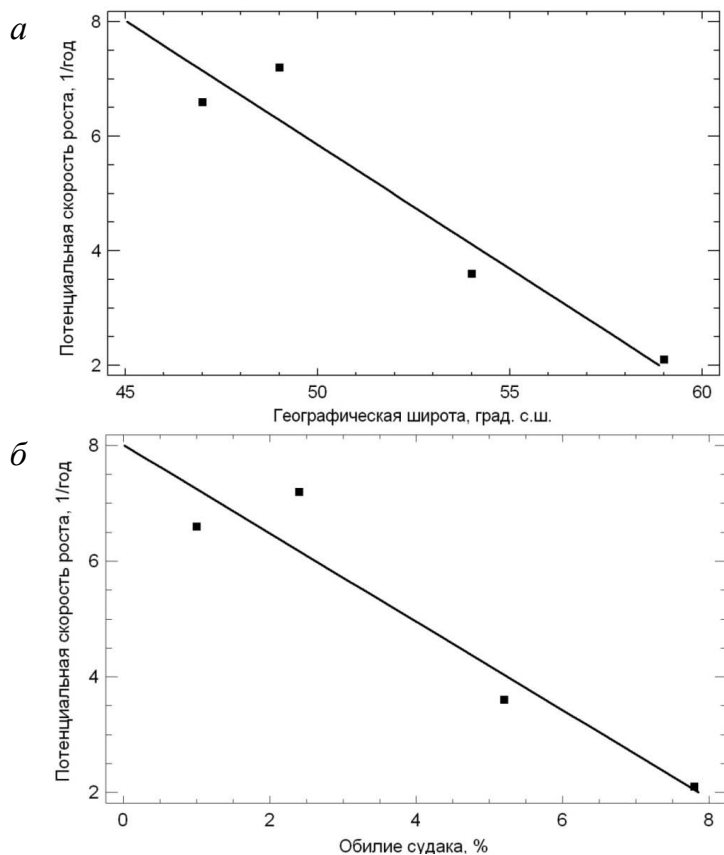 а
Потенциальная скорость роста, 1/год
8
6
4
2
45
50
55
60
Географическая широта, град. с.ш.
б
Потенциальная скорость роста, 1/год
8
6
4
2
0
2
4
6
8
Обилие судака, %